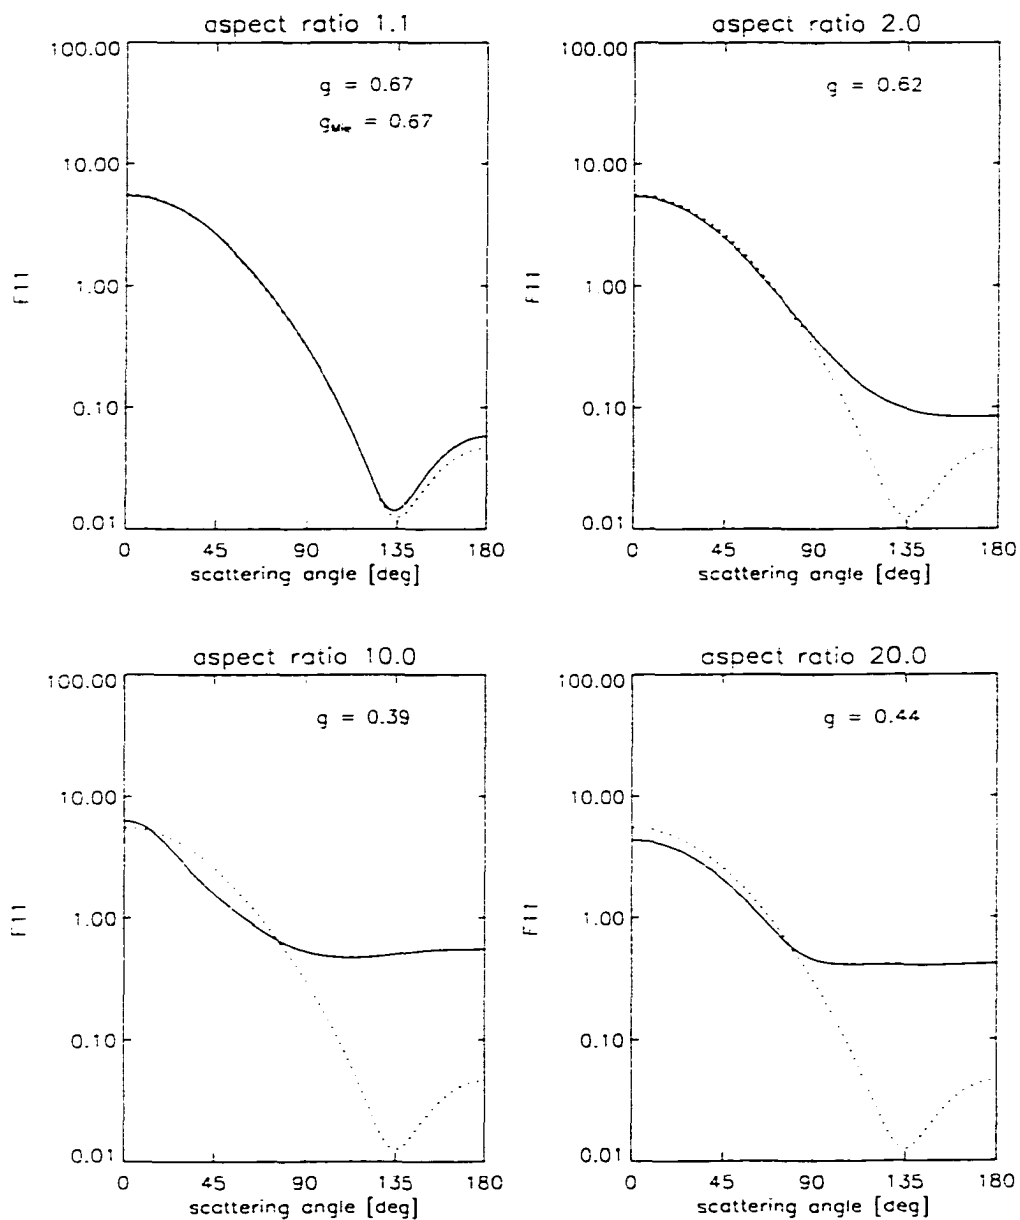 aspect ratio 1.1
100.00
10.00
1.00
0.10
0.01
F11
g = 0.67
gMie = 0.67
0 45 90 135 180
scattering angle [deg]
aspect ratio 2.0
100.00
10.00
1.00
0.10
0.01
F11
g = 0.62
0 45 90 135 180
scattering angle [deg]
aspect ratio 10.0
100.00
10.00
1.00
0.10
0.01
F11
g = 0.39
0 45 90 135 180
scattering angle [deg]
aspect ratio 20.0
100.00
10.00
1.00
0.10
0.01
F11
g = 0.44
0 45 90 135 180
scattering angle [deg]